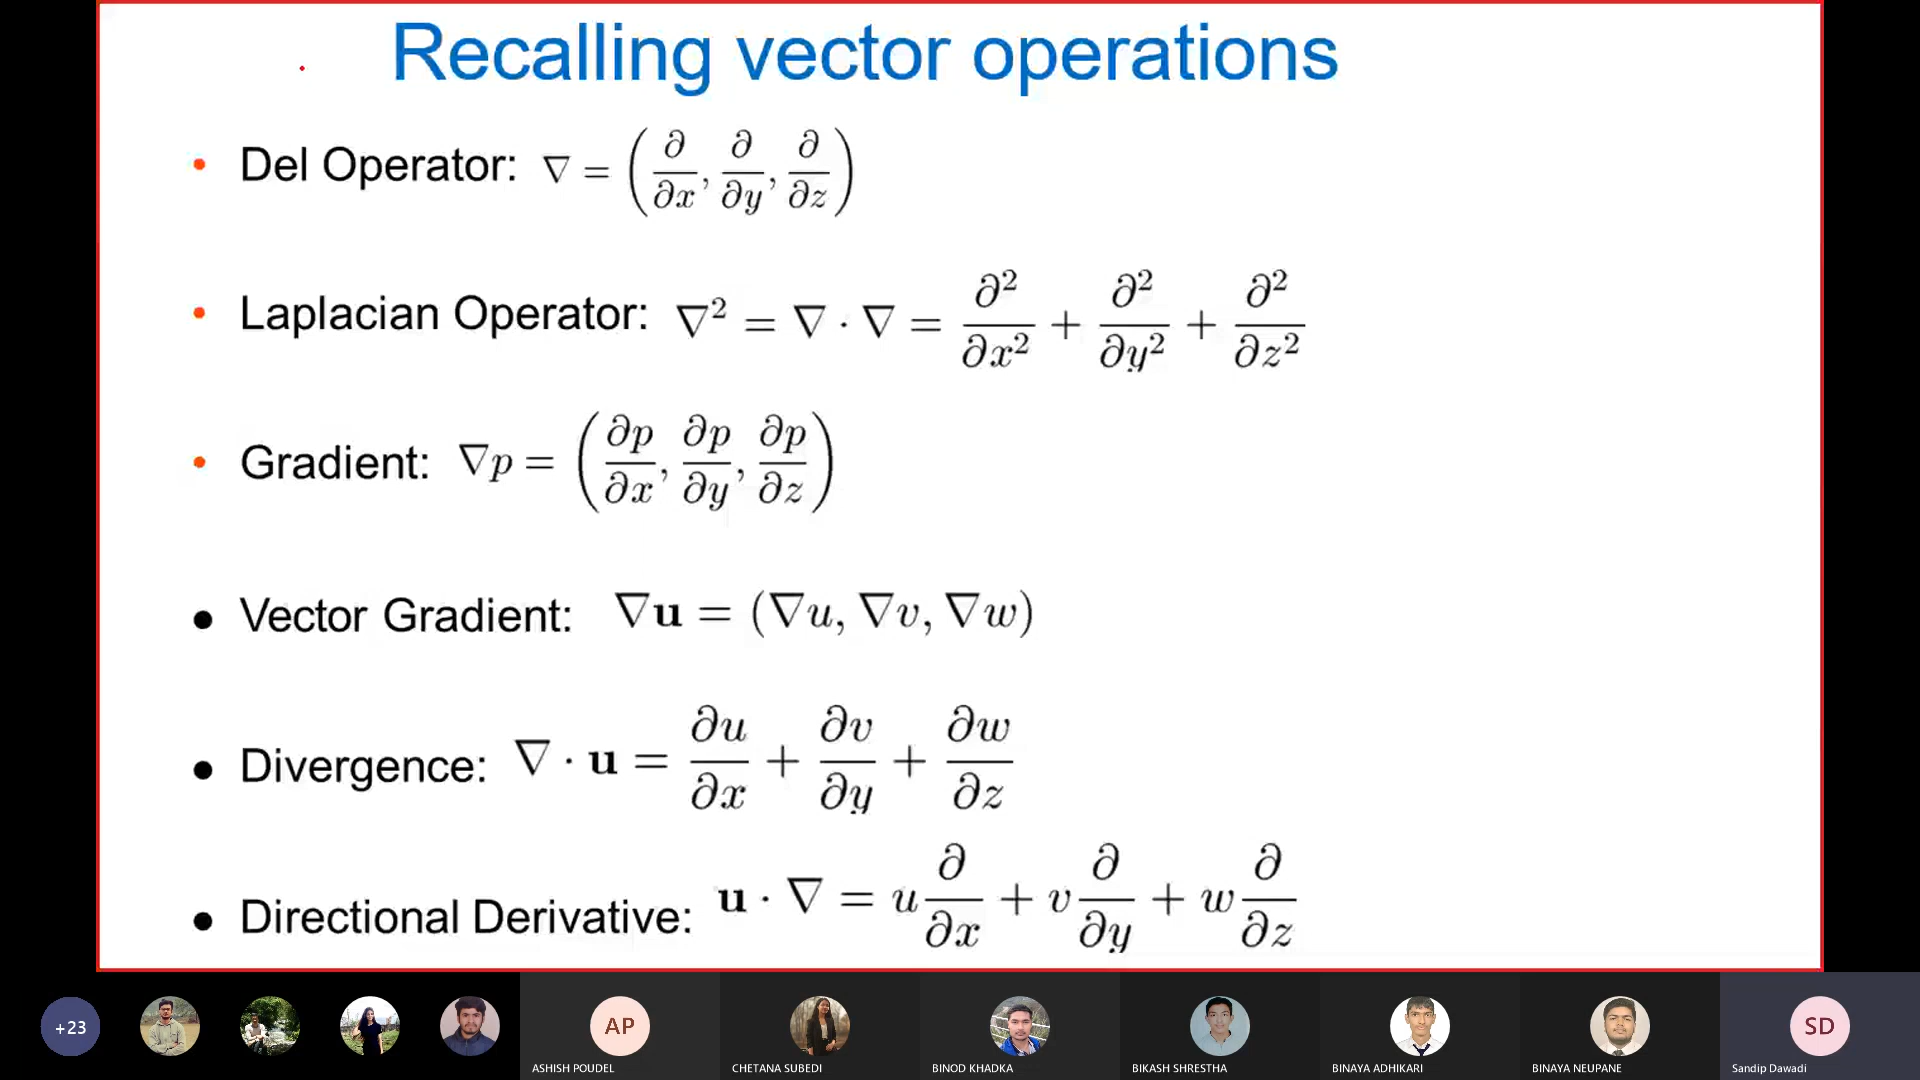 Recalling vector operations
• Del Operator: ∇ = (∂/∂x, ∂/∂y, ∂/∂z)
• Laplacian Operator: ∇² = ∇ · ∇ = ∂²/∂x² + ∂²/∂y² + ∂²/∂z²
• Gradient: ∇p = (∂p/∂x, ∂p/∂y, ∂p/∂z)
• Vector Gradient: ∇u = (∇u, ∇v, ∇w)
• Divergence: ∇ · u = ∂u/∂x + ∂v/∂y + ∂w/∂z
• Directional Derivative: u · ∇ = u ∂/∂x + v ∂/∂y + w ∂/∂z
+23 AP SD
ASHISH POUDEL CHETANA SUBEDI BINOD KHADKA BIKASH SHRESTHA BINAYA ADHIKARI BINAYA NEUPANE Sandip Dawadi